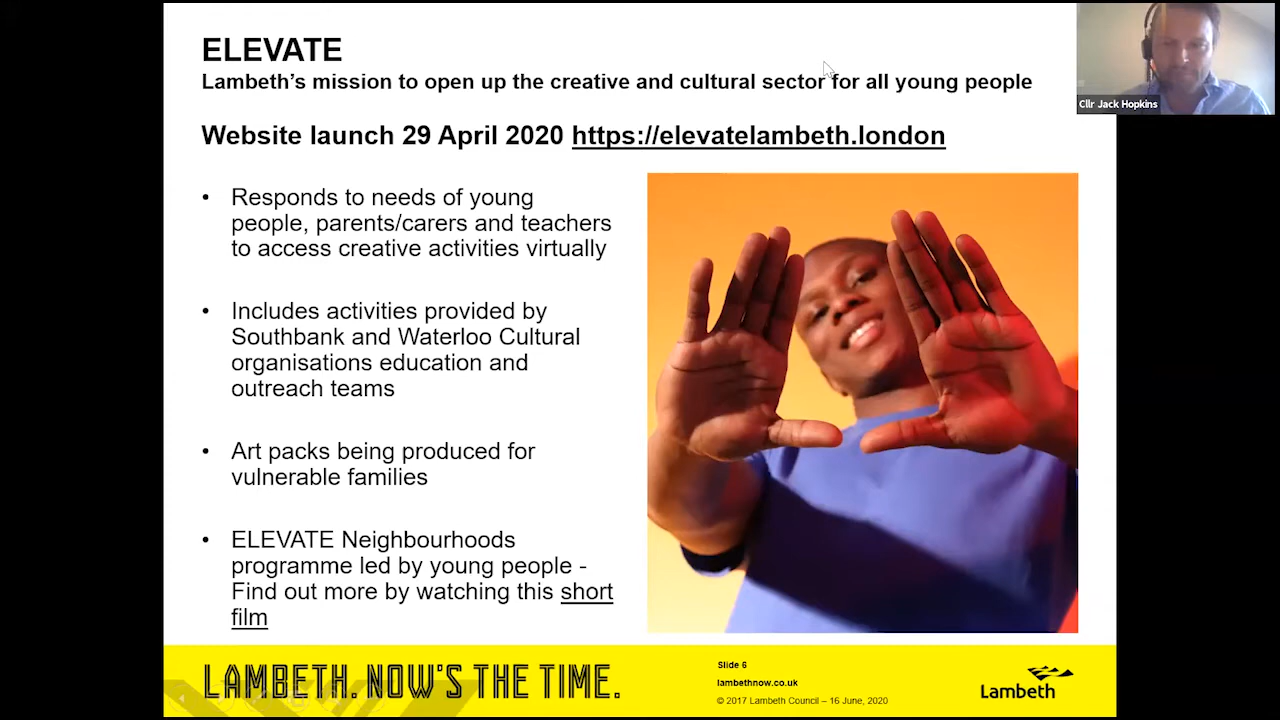 ELEVATE
Lambeth's mission to open up the creative and cultural sector for all young people
Website launch 29 April 2020 https://elevatelambeth.london
• Responds to needs of young
people, parents/carers and teachers
to access creative activities virtually
• Includes activities provided by
Southbank and Waterloo Cultural
organisations education and
outreach teams
• Art packs being produced for
vulnerable families
• ELEVATE Neighbourhoods
programme led by young people -
Find out more by watching this short
film
Cllr Jack Hopkins
LAMBETH. NOW'S THE TIME.
Slide 6
lambethnow.co.uk
© 2017 Lambeth Council – 16 June, 2020
Lambeth